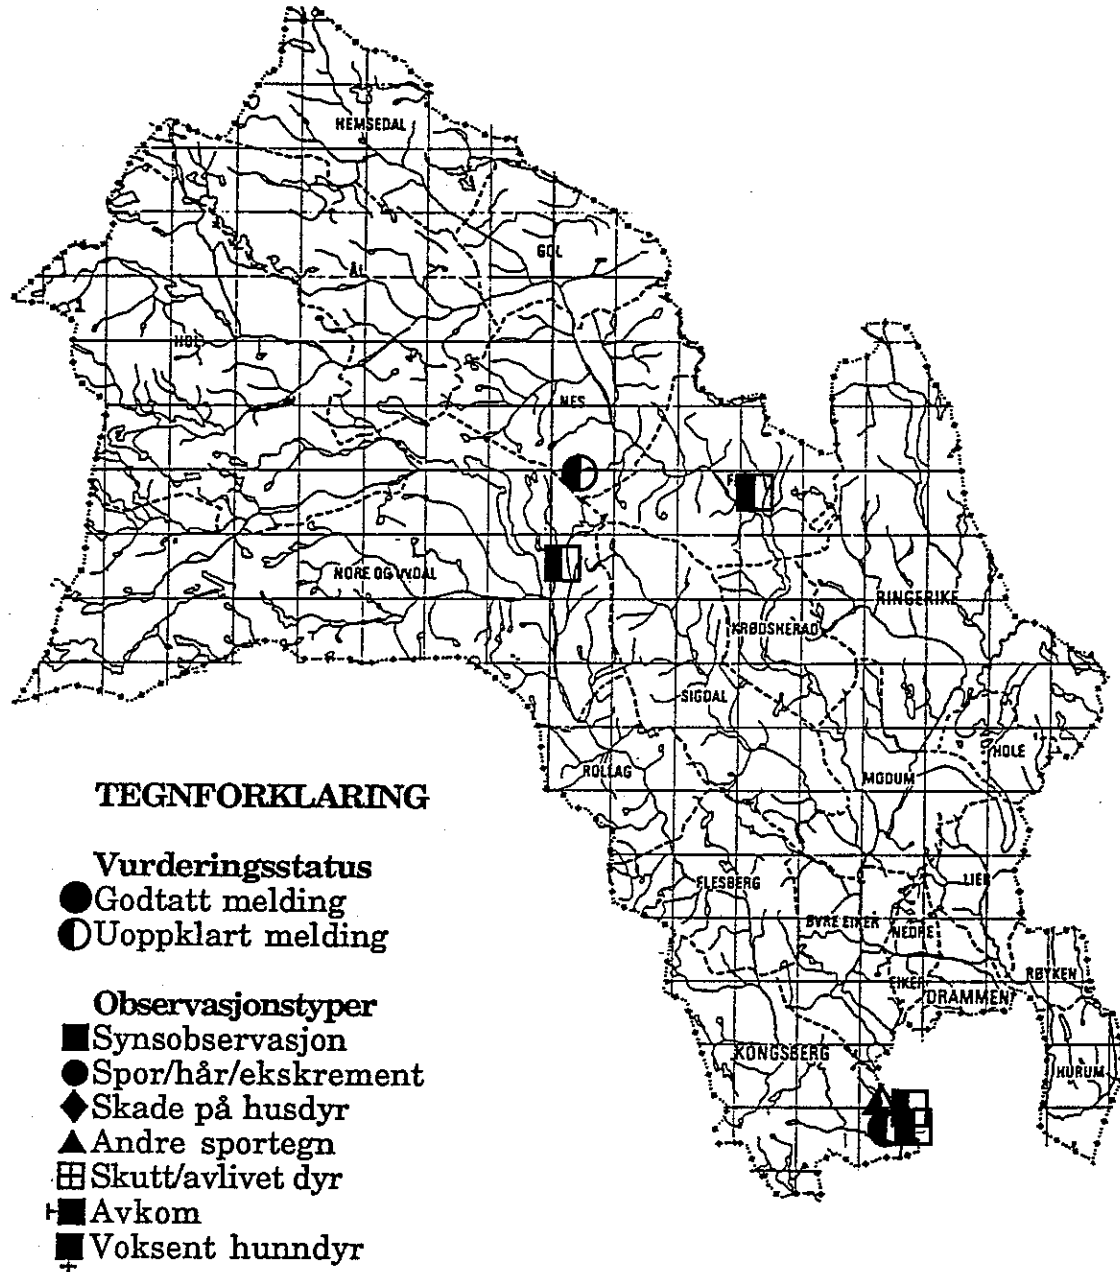 HEMSEDAL
GOL
ÅL
HOL
NES
NORE OG UVDAL
RINGERIKE
KRØDSHERAD
SIGDAL
HOLE
ROLLAG
MODUM
TEGNFORKLARING
Vurderingsstatus
Godtatt melding
Uoppklart melding
FLESBERG
LIER
ØVRE EIKER
NEDRE
EIKER
RØYKEN
DRAMMEN
KONGSBERG
HURUM
Observasjonstyper
Synsobservasjon
Spor/hår/ekskrement
Skade på husdyr
Andre sportegn
Skutt/avlivet dyr
Avkom
Voksent hunndyr